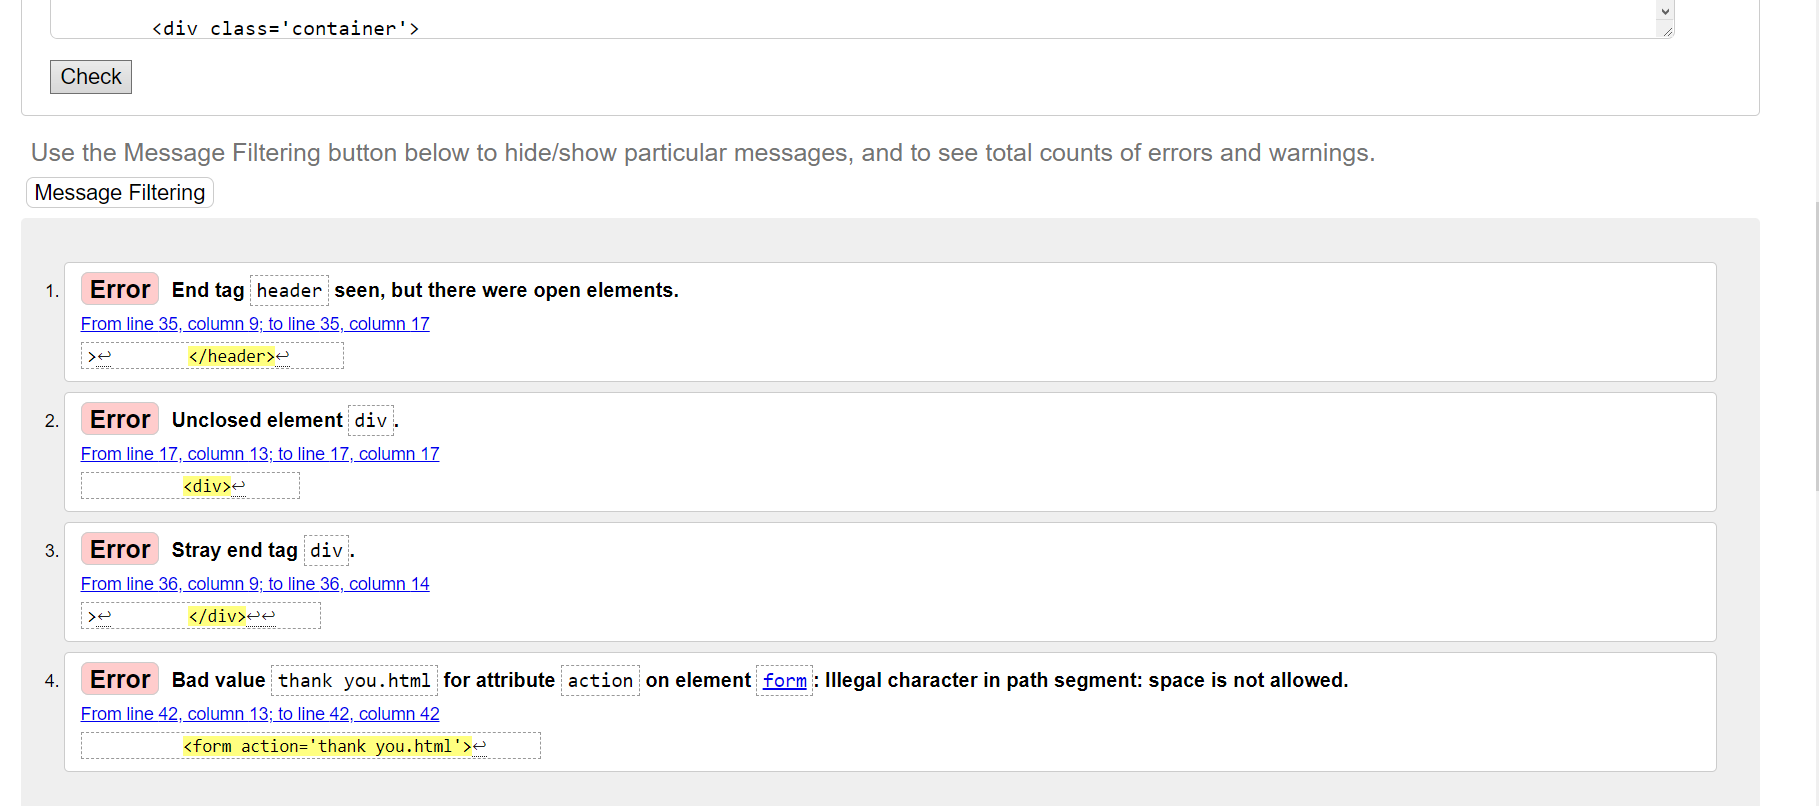 <div class='container'>
Check
Use the Message Filtering button below to hide/show particular messages, and to see total counts of errors and warnings.
Message Filtering
1. Error End tag header seen, but there were open elements.
From line 35, column 9; to line 35, column 17
>↩ </header>↩
2. Error Unclosed element div.
From line 17, column 13; to line 17, column 17
<div>↩
3. Error Stray end tag div.
From line 36, column 9; to line 36, column 14
>↩ </div>↩↩
4. Error Bad value thank you.html for attribute action on element form: Illegal character in path segment: space is not allowed.
From line 42, column 13; to line 42, column 42
<form action='thank you.html'>↩